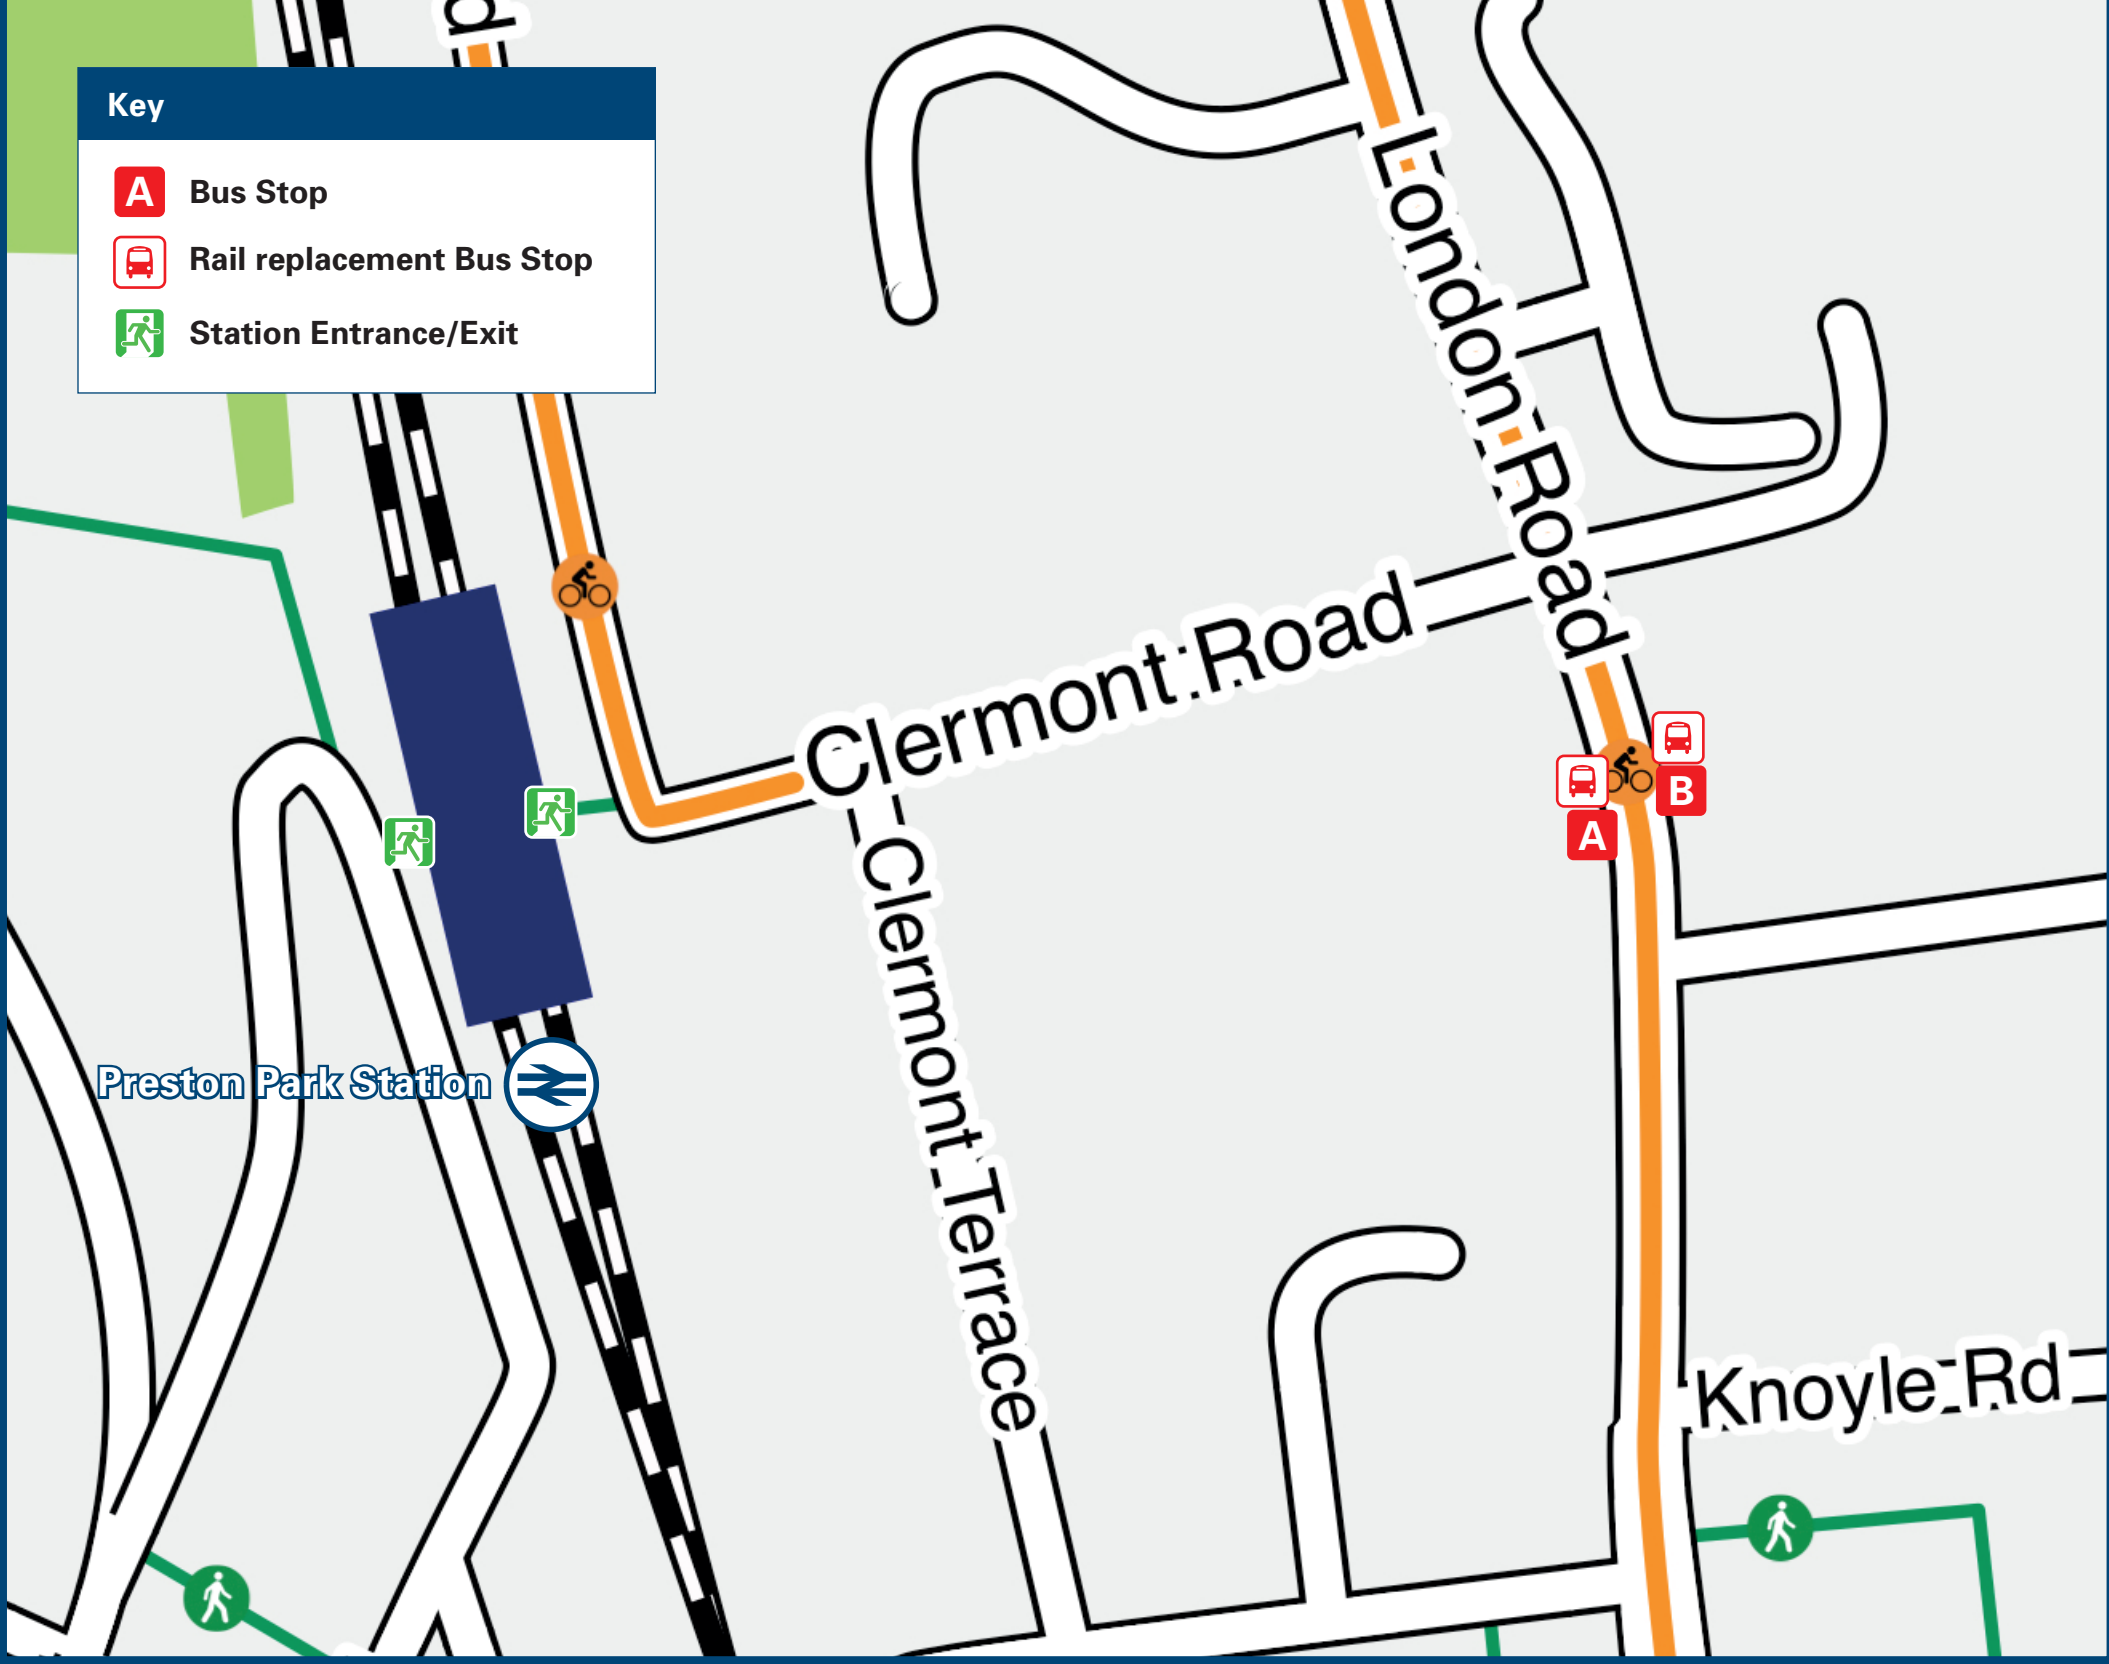 d
Key
A Bus Stop
Rail replacement Bus Stop
Station Entrance/Exit
London Road
Clermont Road
A
B
Clermont Terrace
Preston Park Station
Knoyle Rd